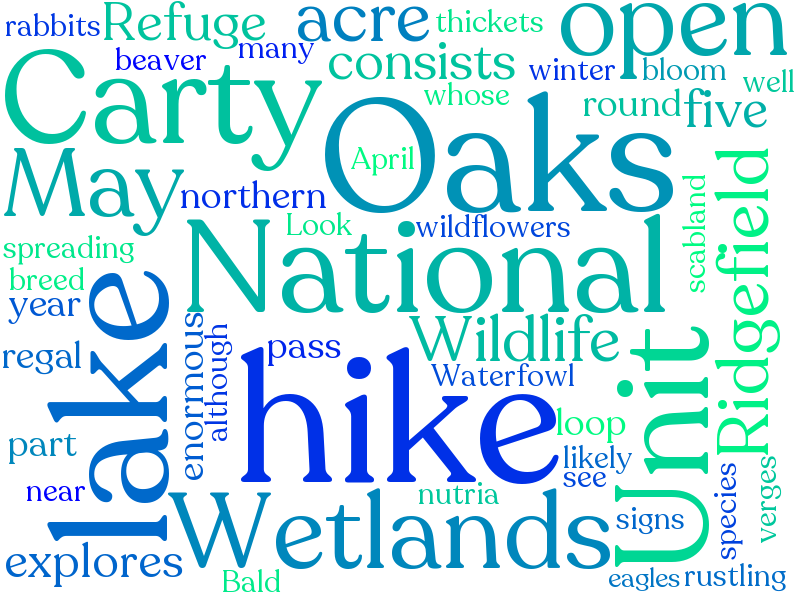 rabbits Refuge acre thickets open
beaver many consists winter bloom well
Carty whose round five
May northern Oaks April
Look wildflowers scabland Ridgefield
spreading National
breed
year lake enormous although pass Wildlife Unit
regal hike Waterfowl
part loop
likely
near see species verges
Wetlands nutria signs
explores Bald eagles rustling